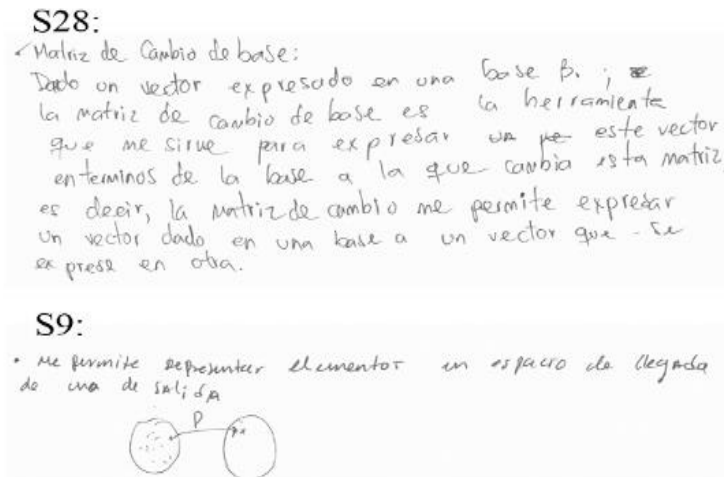 S28:
Matriz de Cambio de base:
Dado un vector expresado en una base B. ;
la matriz de cambio de base es la herramienta
que me sirve para expresar este vector
en terminos de la base a la que cambia esta matriz,
es decir, la matriz de cambio me permite expresar
un vector dado en una base a un vector que se
exprese en otra.
S9:
• Me permite representar elementos en espacio de llegada
de una de salida
P